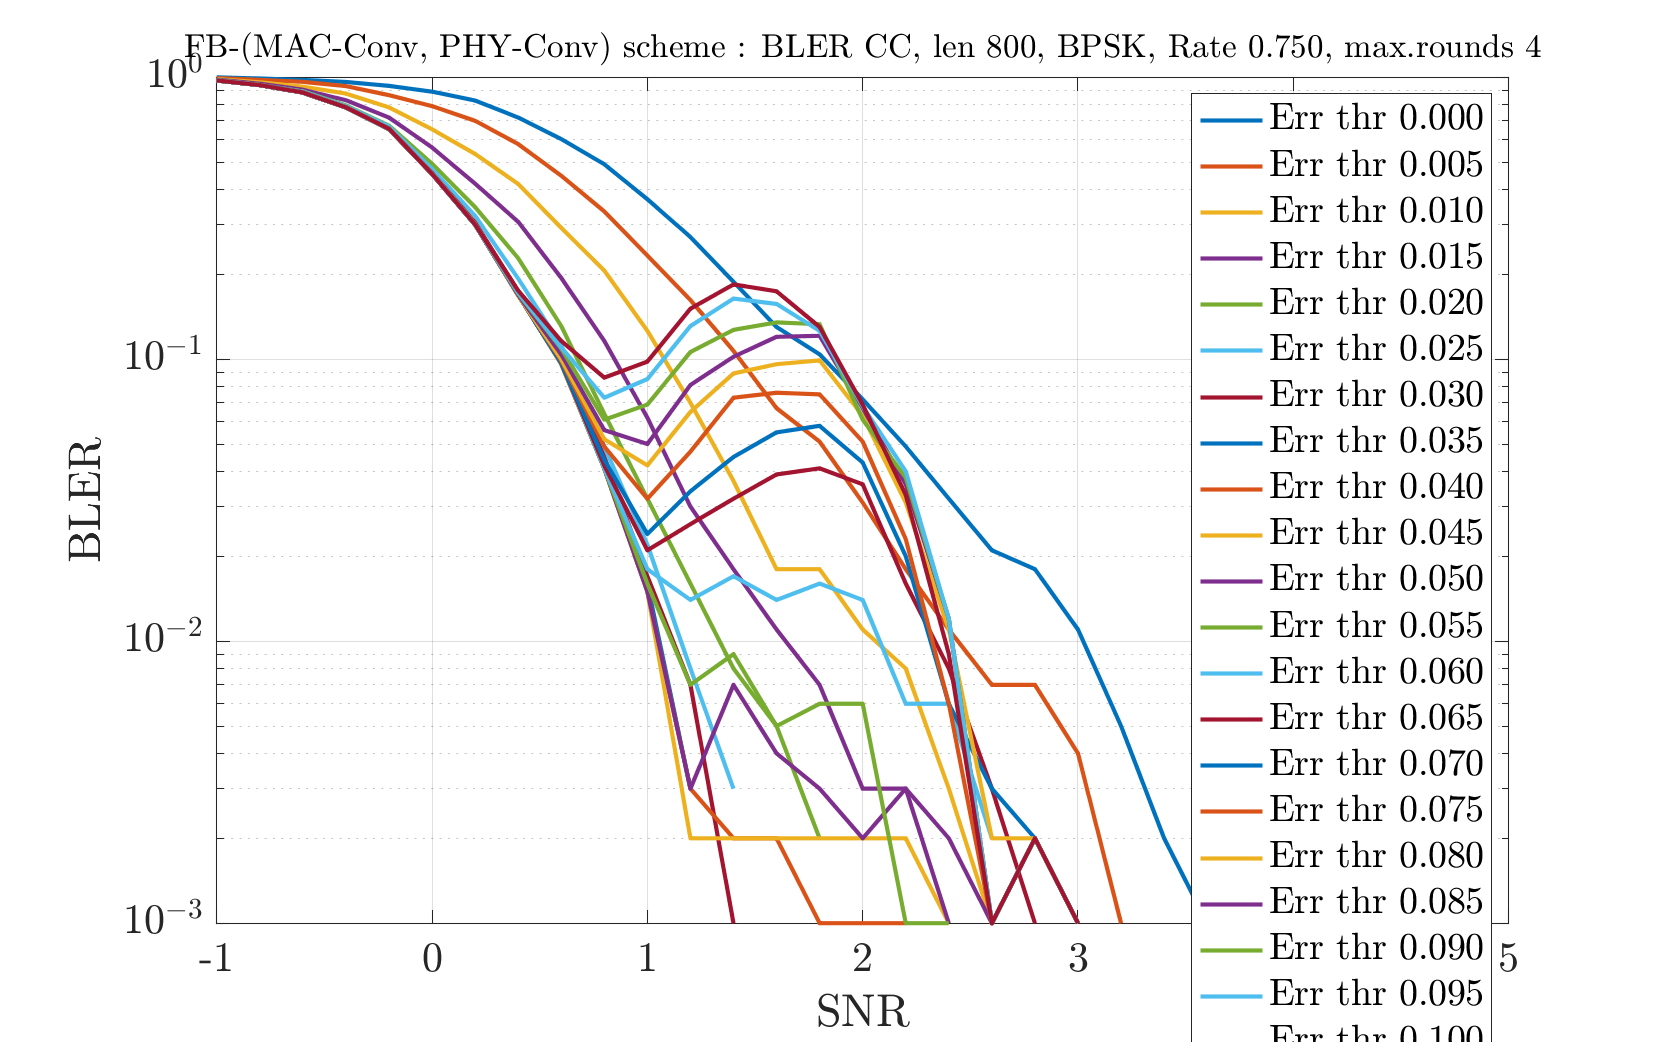 FB-(MAC-Conv, PHY-Conv) scheme : BLER CC, len 800, BPSK, Rate 0.750, max.rounds 4
10^0
10^-1
10^-2
10^-3
BLER
-1 0 1 2 3 5
SNR
Err thr 0.000
Err thr 0.005
Err thr 0.010
Err thr 0.015
Err thr 0.020
Err thr 0.025
Err thr 0.030
Err thr 0.035
Err thr 0.040
Err thr 0.045
Err thr 0.050
Err thr 0.055
Err thr 0.060
Err thr 0.065
Err thr 0.070
Err thr 0.075
Err thr 0.080
Err thr 0.085
Err thr 0.090
Err thr 0.095
Err thr 0.100